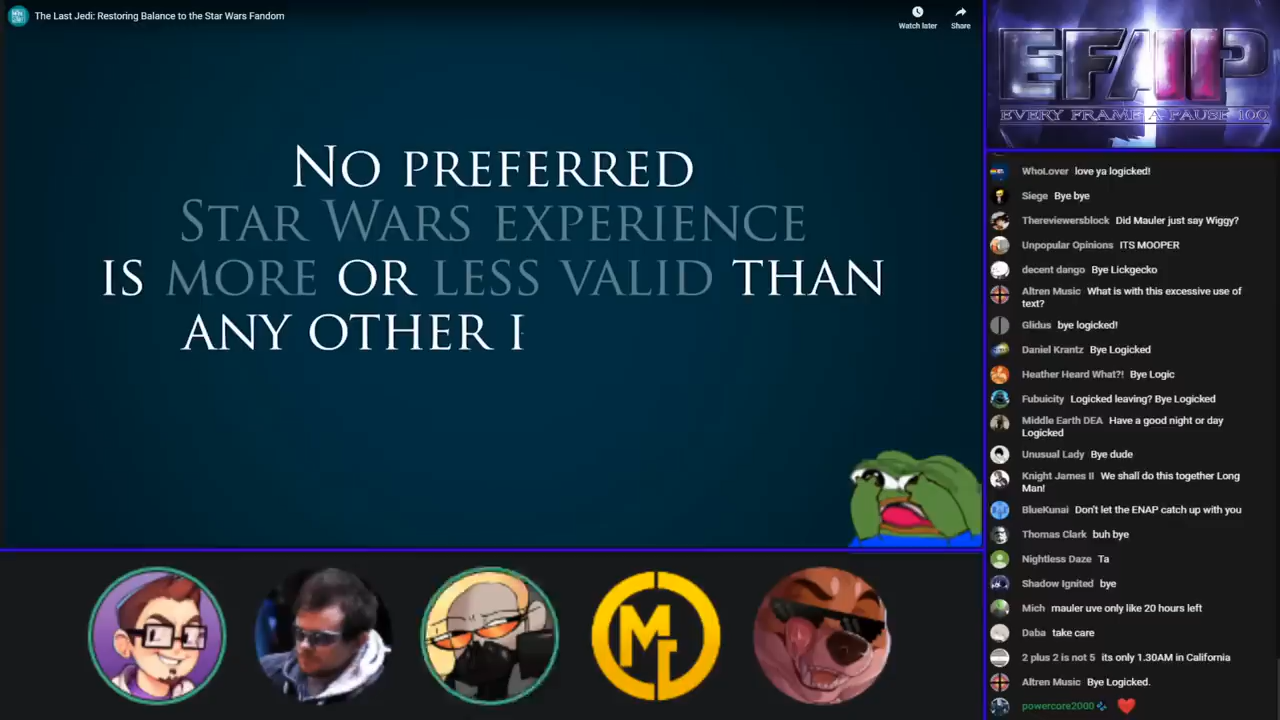 The Last Jedi: Restoring Balance to the Star Wars Fandom
Watch later
Share
No preferred
Star Wars experience
is more or less valid than
any other i
EFAP
EVERY FRAME A PAUSE 100
WhoLover love ya logicked!
Siege Bye bye
Thereviewersblock Did Mauler just say Wiggy?
Unpopular Opinions ITS MOOPER
decent dango Bye Lickgecko
Altren Music What is with this excessive use of
text?
Glidus bye logicked!
Daniel Krantz Bye Logicked
Heather Heard What?! Bye Logic
Fubuicity Logicked leaving? Bye Logicked
Middle Earth DEA Have a good night or day
Logicked
Unusual Lady Bye dude
Knight James II We shall do this together Long
Man!
BlueKunai Don't let the ENAP catch up with you
Thomas Clark buh bye
Nightless Daze Ta
Shadow Ignited bye
Mich mauler uve only like 20 hours left
Daba take care
2 plus 2 is not 5 its only 1.30AM in California
Altren Music Bye Logicked.
powercore2000